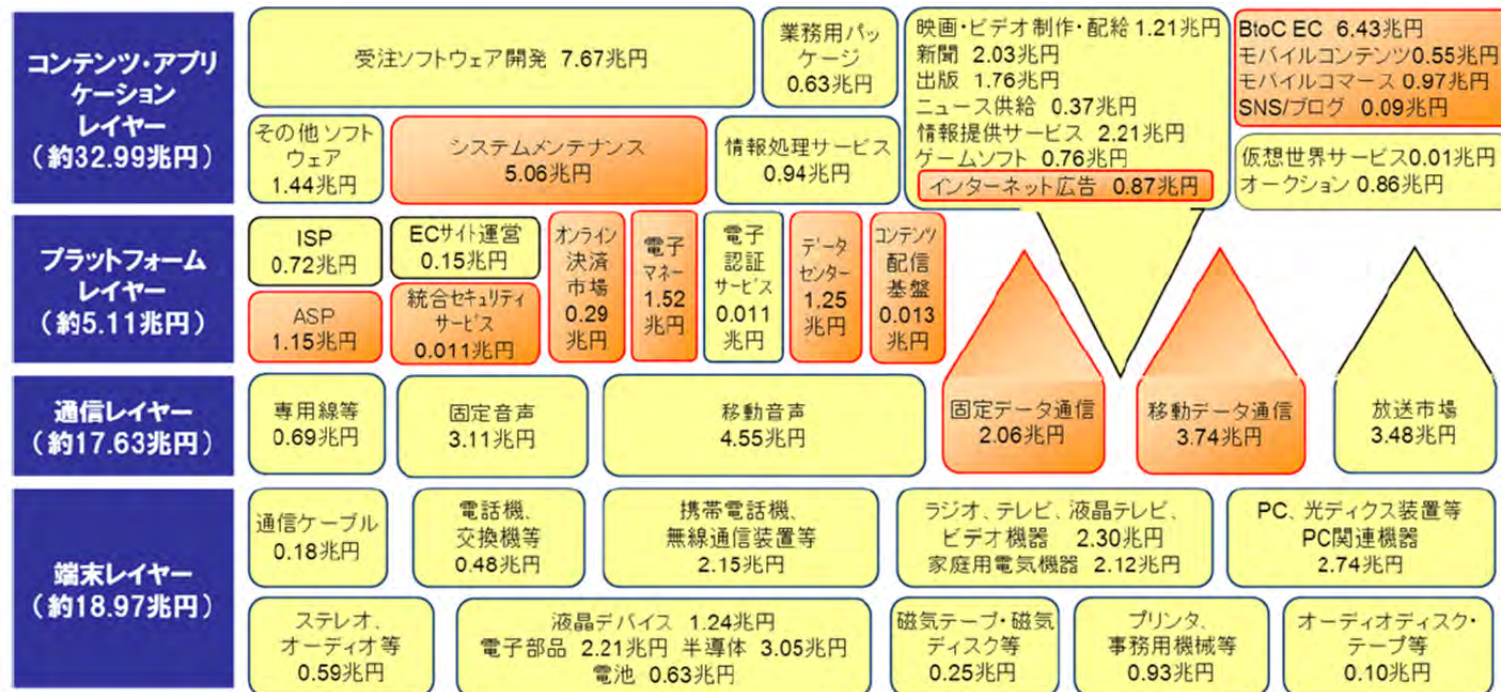 コンテンツ・アプリ
ケーション
レイヤー
(約32.99兆円)
受注ソフトウェア開発 7.67兆円
業務用パッ
ケージ
0.63兆円
その他 ソフト
ウェア
1.44兆円
システムメンテナンス
5.06兆円
情報処理サービス
0.94兆円
映画・ビデオ制作・配給 1.21兆円
新聞 2.03兆円
出版 1.76兆円
ニュース供給 0.37兆円
情報提供サービス 2.21兆円
ゲームソフト 0.76兆円
インターネット広告 0.87兆円
BtoC EC 6.43兆円
モバイルコンテンツ0.55兆円
モバイルコマース 0.97兆円
SNS/ブログ 0.09兆円
仮想世界サービス0.01兆円
オークション 0.86兆円
プラットフォーム
レイヤー
(約5.11兆円)
ISP
0.72兆円
ASP
1.15兆円
ECサイト運営
0.15兆円
統合セキュリティ
サービス
0.011兆円
オンライン
決済
市場
0.29
兆円
電子
マネー
1.52
兆円
電子
認証
サービス
0.011
兆円
データ
センター
1.25
兆円
コンテンツ
配信
基盤
0.013
兆円
通信レイヤー
(約17.63兆円)
専用線等
0.69兆円
固定音声
3.11兆円
移動音声
4.55兆円
固定データ通信
2.06兆円
移動データ通信
3.74兆円
放送市場
3.48兆円
端末レイヤー
(約18.97兆円)
通信ケーブル
0.18兆円
電話機、
交換機等
0.48兆円
携帯電話機、
無線通信装置等
2.15兆円
ラジオ、テレビ、液晶テレビ、
ビデオ機器 2.30兆円
家庭用電気機器 2.12兆円
PC、光ディクス装置等
PC関連機器
2.74兆円
ステレオ、
オーディオ等
0.59兆円
液晶デバイス 1.24兆円
電子部品 2.21兆円 半導体 3.05兆円
電池 0.63兆円
磁気テープ・磁気
ディスク等
0.25兆円
プリンタ、
事務用機械等
0.93兆円
オーディオディスク・
テープ等
0.10兆円